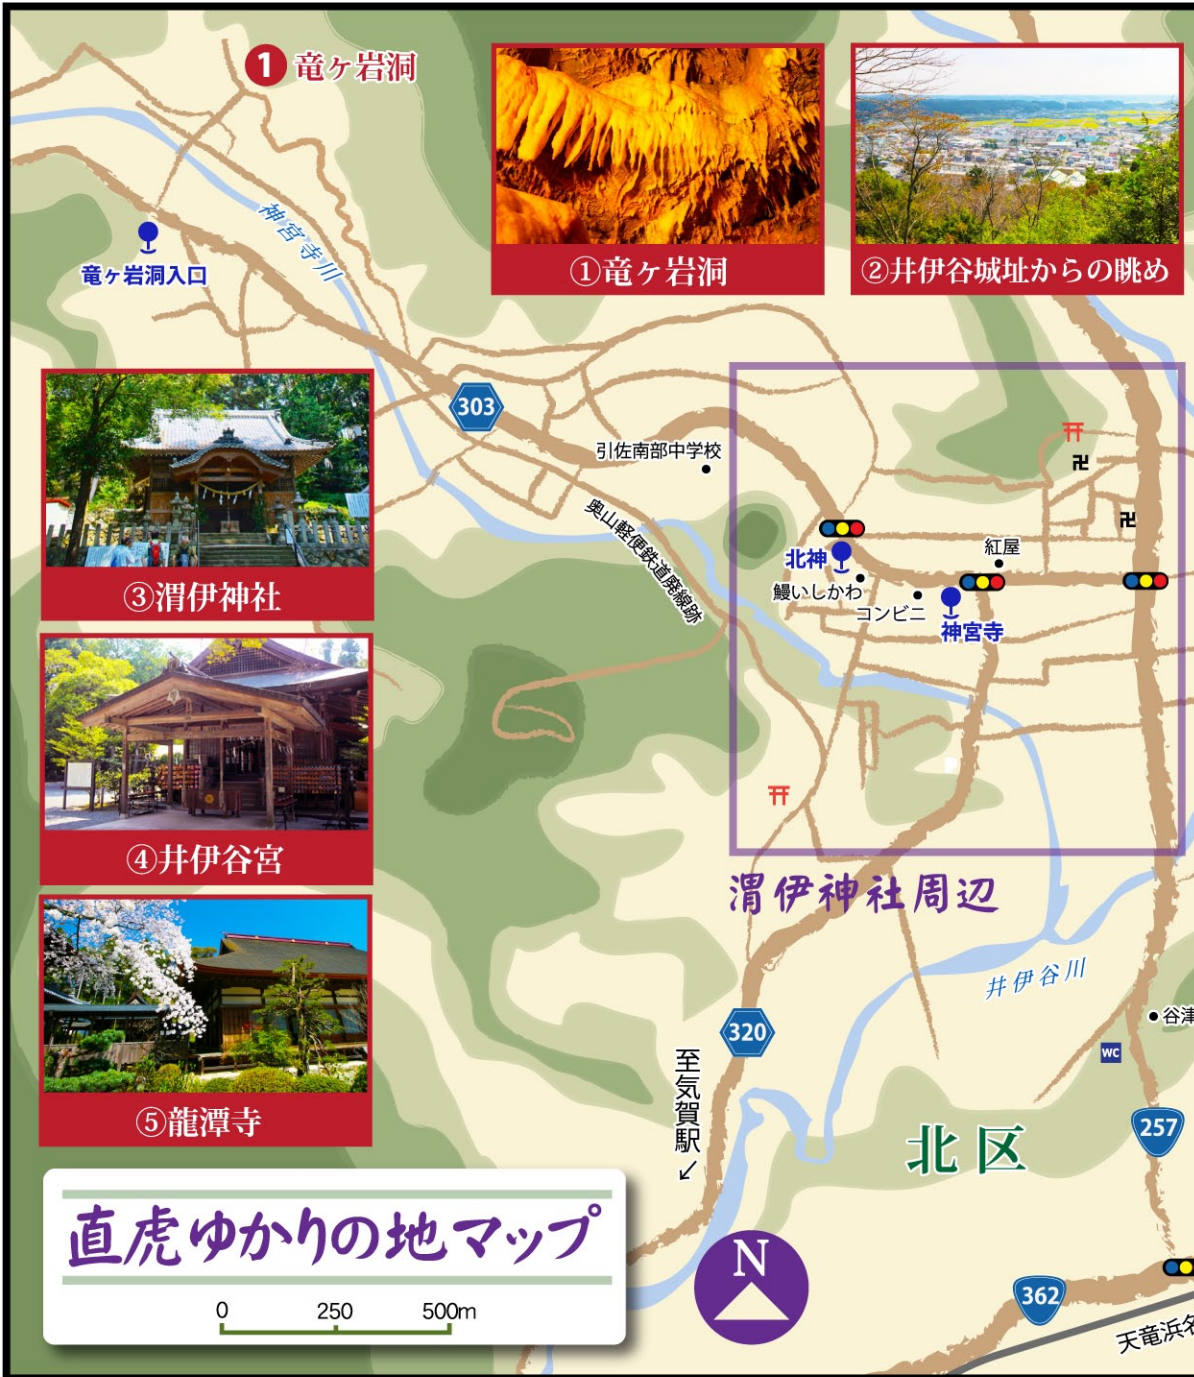 1 竜ヶ岩洞
①竜ヶ岩洞
②井伊谷城址からの眺め
神宮寺川
竜ヶ岩洞入口
303
引佐南部中学校
奥山軽便鉄道廃線跡
③渭伊神社
北神
鰻いしかわ
紅屋
コンビニ
神宮寺
④井伊谷宮
渭伊神社周辺
井伊谷川
谷津
WC
320
至気賀駅
257
北区
⑤龍潭寺
直虎ゆかりの地マップ
0 250 500m
N
362
天竜浜名